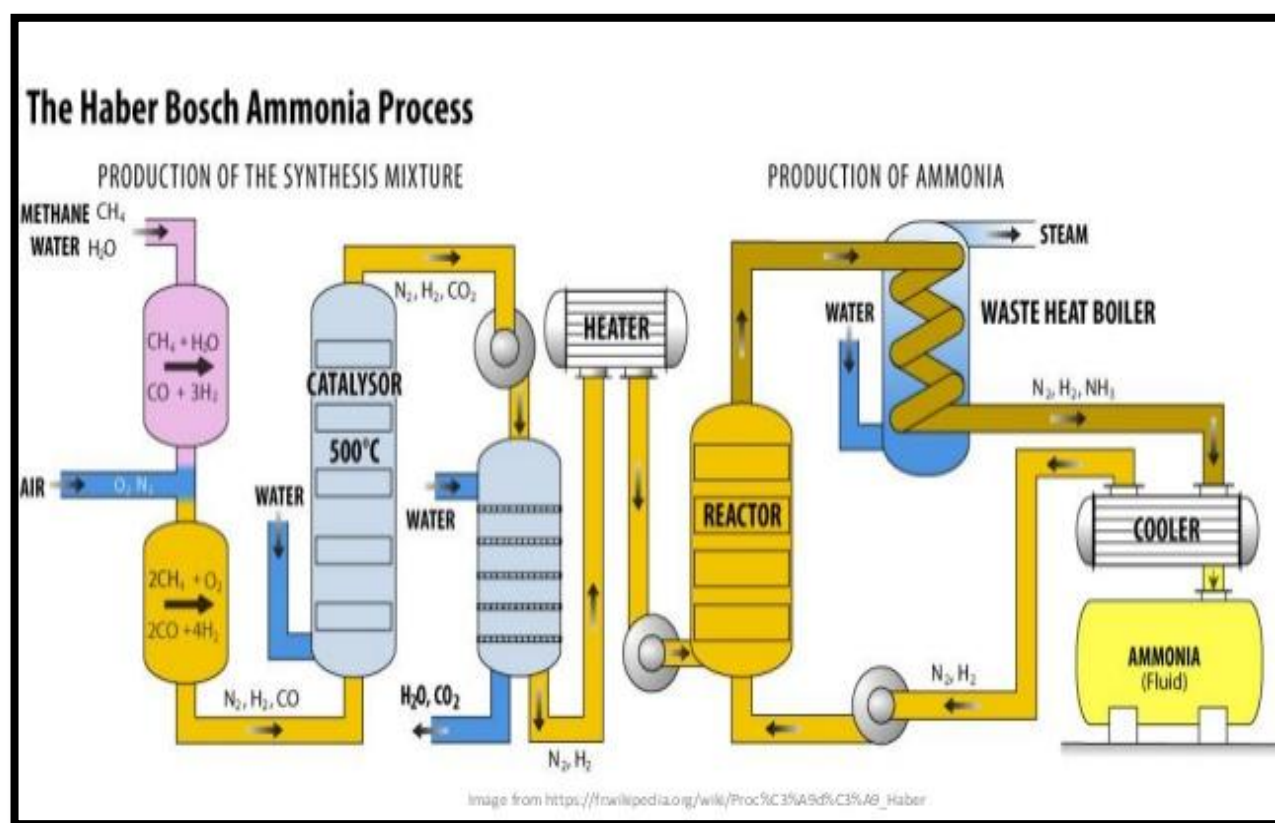 The Haber Bosch Ammonia Process
PRODUCTION OF THE SYNTHESIS MIXTURE
PRODUCTION OF AMMONIA
METHANE CH₄
WATER H₂O
CH₄ + H₂O
CO + 3H₂
AIR
O₂ N₂
2CH₄ + O₂
2CO + 4H₂
N₂, H₂, CO
WATER
CATALYSOR
500°C
N₂, H₂, CO₂
WATER
H₂O, CO₂
N₂, H₂
HEATER
REACTOR
WATER
STEAM
WASTE HEAT BOILER
N₂, H₂, NH₃
COOLER
AMMONIA
(Fluid)
N₂, H₂
Image from https://fr.wikipedia.org/wiki/Proc%C3%A9d%C3%A9_Haber